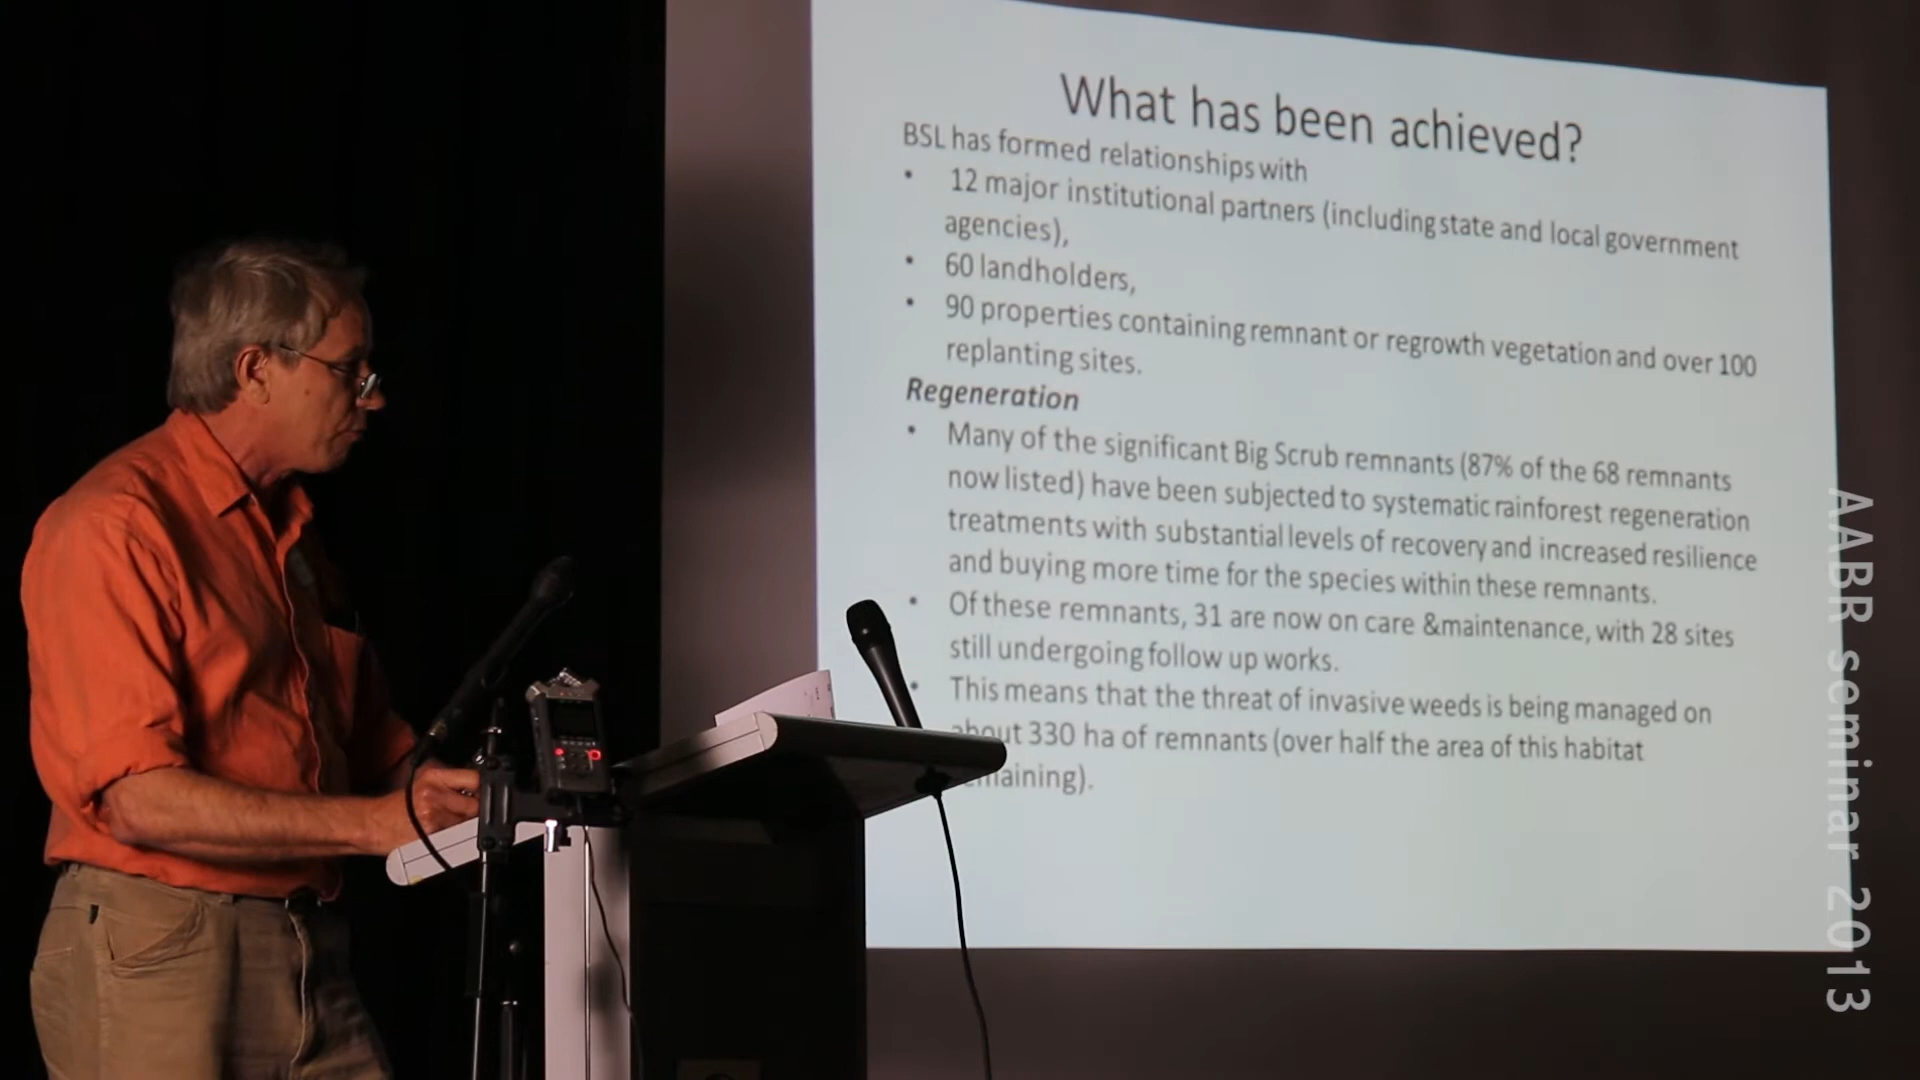 What has been achieved?
BSL has formed relationships with
• 12 major institutional partners (including state and local government
agencies),
• 60 landholders,
• 90 properties containing remnant or regrowth vegetation and over 100
replanting sites.
Regeneration
• Many of the significant Big Scrub remnants (87% of the 68 remnants
now listed) have been subjected to systematic rainforest regeneration
treatments with substantial levels of recovery and increased resilience
and buying more time for the species within these remnants.
• Of these remnants, 31 are now on care &maintenance, with 28 sites
still undergoing follow up works.
• This means that the threat of invasive weeds is being managed on
about 330 ha of remnants (over half the area of this habitat
maining).
AABR seminar 2013